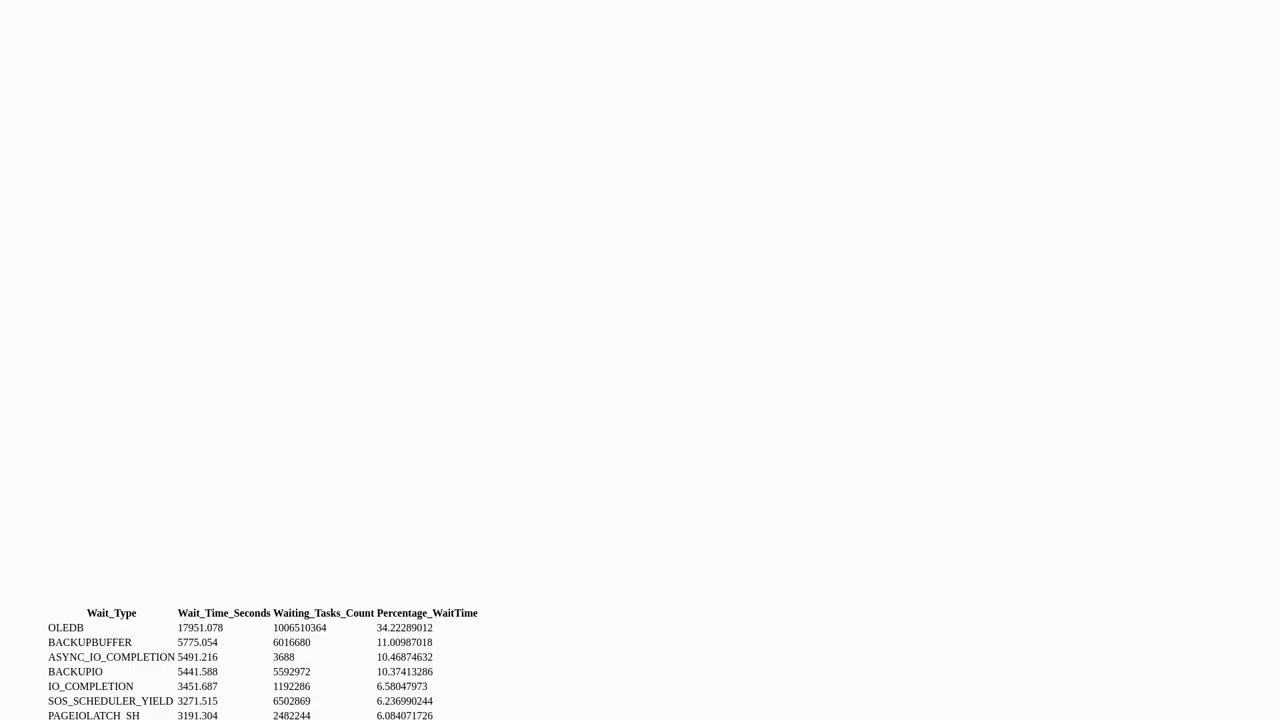 Wait_Type Wait_Time_Seconds Waiting_Tasks_Count Percentage_WaitTime
OLEDB 17951.078 1006510364 34.22289012
BACKUPBUFFER 5775.054 6016680 11.00987018
ASYNC_IO_COMPLETION 5491.216 3688 10.46874632
BACKUPIO 5441.588 5592972 10.37413286
IO_COMPLETION 3451.687 1192286 6.58047973
SOS_SCHEDULER_YIELD 3271.515 6502869 6.236990244
PAGEIOLATCH_SH 3191.304 2482244 6.084071726